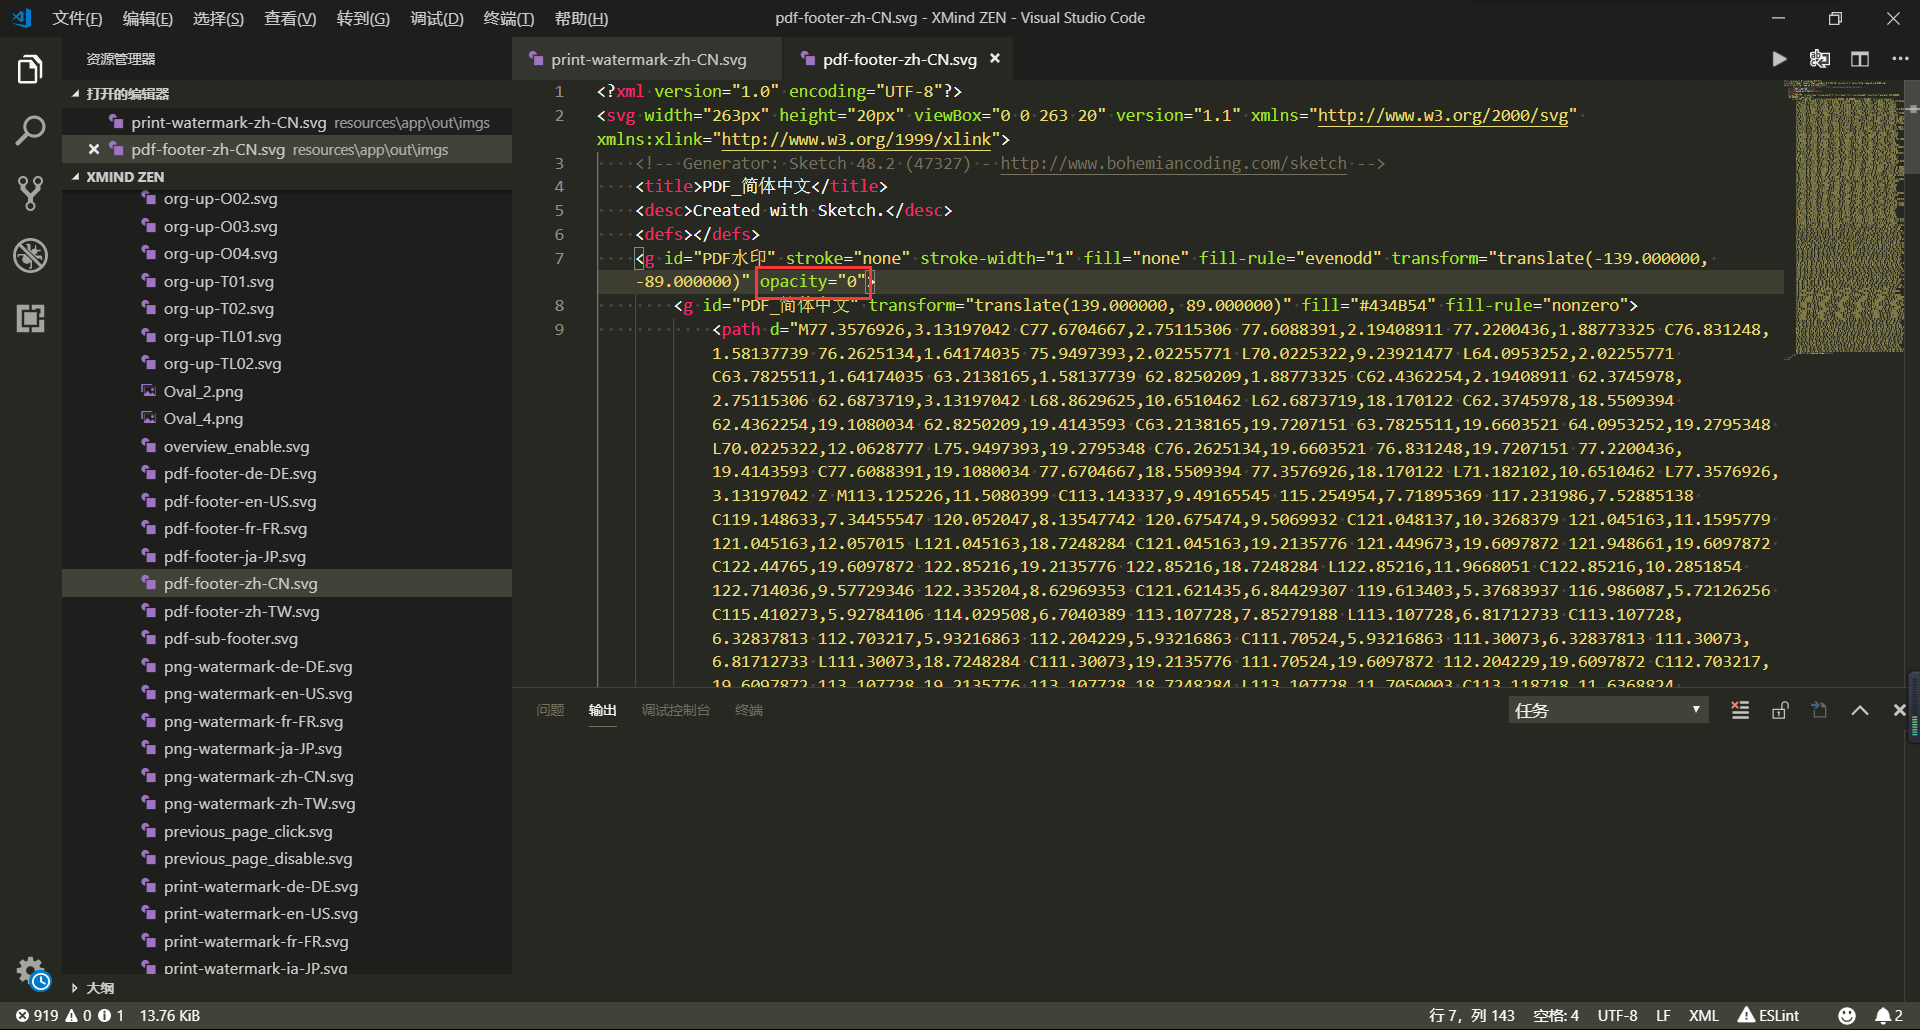 文件(F) 编辑(E) 选择(S) 查看(V) 转到(G) 调试(D) 终端(T) 帮助(H) pdf-footer-zh-CN.svg - XMind ZEN - Visual Studio Code
资源管理器
打开的编辑器
print-watermark-zh-CN.svg resources\app\out\imgs
pdf-footer-zh-CN.svg resources\app\out\imgs
XMIND ZEN
org-up-O02.svg
org-up-O03.svg
org-up-O04.svg
org-up-T01.svg
org-up-T02.svg
org-up-TL01.svg
org-up-TL02.svg
Oval_2.png
Oval_4.png
overview_enable.svg
pdf-footer-de-DE.svg
pdf-footer-en-US.svg
pdf-footer-fr-FR.svg
pdf-footer-ja-JP.svg
pdf-footer-zh-CN.svg
pdf-footer-zh-TW.svg
pdf-sub-footer.svg
png-watermark-de-DE.svg
png-watermark-en-US.svg
png-watermark-fr-FR.svg
png-watermark-ja-JP.svg
png-watermark-zh-CN.svg
png-watermark-zh-TW.svg
previous_page_click.svg
previous_page_disable.svg
print-watermark-de-DE.svg
print-watermark-en-US.svg
print-watermark-fr-FR.svg
print-watermark-ja-JP.svg
大纲
print-watermark-zh-CN.svg pdf-footer-zh-CN.svg
1 <?xml version="1.0" encoding="UTF-8"?>
2 <svg width="263px" height="20px" viewBox="0 0 263 20" version="1.1" xmlns="http://www.w3.org/2000/svg"
xmlns:xlink="http://www.w3.org/1999/xlink">
3 <!-- Generator: Sketch 48.2 (47327) - http://www.bohemiancoding.com/sketch -->
4 <title>PDF_简体中文</title>
5 <desc>Created with Sketch.</desc>
6 <defs></defs>
7 <g id="PDF水印" stroke="none" stroke-width="1" fill="none" fill-rule="evenodd" transform="translate(-139.000000,
-89.000000)" opacity="0">
8 <g id="PDF_简体中文" transform="translate(139.000000, 89.000000)" fill="#434B54" fill-rule="nonzero">
9 <path d="M77.3576926,3.13197042 C77.6704667,2.75115306 77.6088391,2.19408911 77.2200436,1.88773325 C76.831248,
1.58137739 76.2625134,1.64174035 75.9497393,2.02255771 L70.0225322,9.23921477 L64.0953252,2.02255771
C63.7825511,1.64174035 63.2138165,1.58137739 62.8250209,1.88773325 C62.4362254,2.19408911 62.3745978,
2.75115306 62.6873719,3.13197042 L68.8629625,10.6510462 L62.6873719,18.170122 C62.3745978,18.5509394
62.4362254,19.1080034 62.8250209,19.4143593 C63.2138165,19.7207151 63.7825511,19.6603521 64.0953252,19.2795348
L70.0225322,12.0628777 L75.9497393,19.2795348 C76.2625134,19.6603521 76.831248,19.7207151 77.2200436,
19.4143593 C77.6088391,19.1080034 77.6704667,18.5509394 77.3576926,18.170122 L71.182102,10.6510462 L77.3576926,
3.13197042 Z M113.125226,11.5080399 C113.143337,9.49165545 115.254954,7.71895369 117.231986,7.52885138
C119.148633,7.34455547 120.052047,8.13547742 120.675474,9.5069932 C121.048137,10.3268379 121.045163,11.1595779
121.045163,12.057015 L121.045163,18.7248284 C121.045163,19.2135776 121.449673,19.6097872 121.948661,19.6097872
C122.44765,19.6097872 122.85216,19.2135776 122.85216,18.7248284 L122.85216,11.9668051 C122.85216,10.2851854
122.714036,9.57729346 122.335204,8.62969353 C121.621435,6.84429307 119.613403,5.37683937 116.986087,5.72126256
C115.410273,5.92784106 114.029508,6.7040389 113.107728,7.85279188 L113.107728,6.81712733 C113.107728,
6.32837813 112.703217,5.93216863 112.204229,5.93216863 C111.70524,5.93216863 111.30073,6.32837813 111.30073,
6.81712733 L111.30073,18.7248284 C111.30073,19.2135776 111.70524,19.6097872 112.204229,19.6097872 C112.703217,
19.6097872 113.107728,19.2135776 113.107728,18.7248284 L113.107728,11.7050003 C113.118718,11.6368824
问题 输出 调试控制台 终端 任务
919 0 1 13.76 KiB 行 7，列 143 空格: 4 UTF-8 LF XML ESLint 2